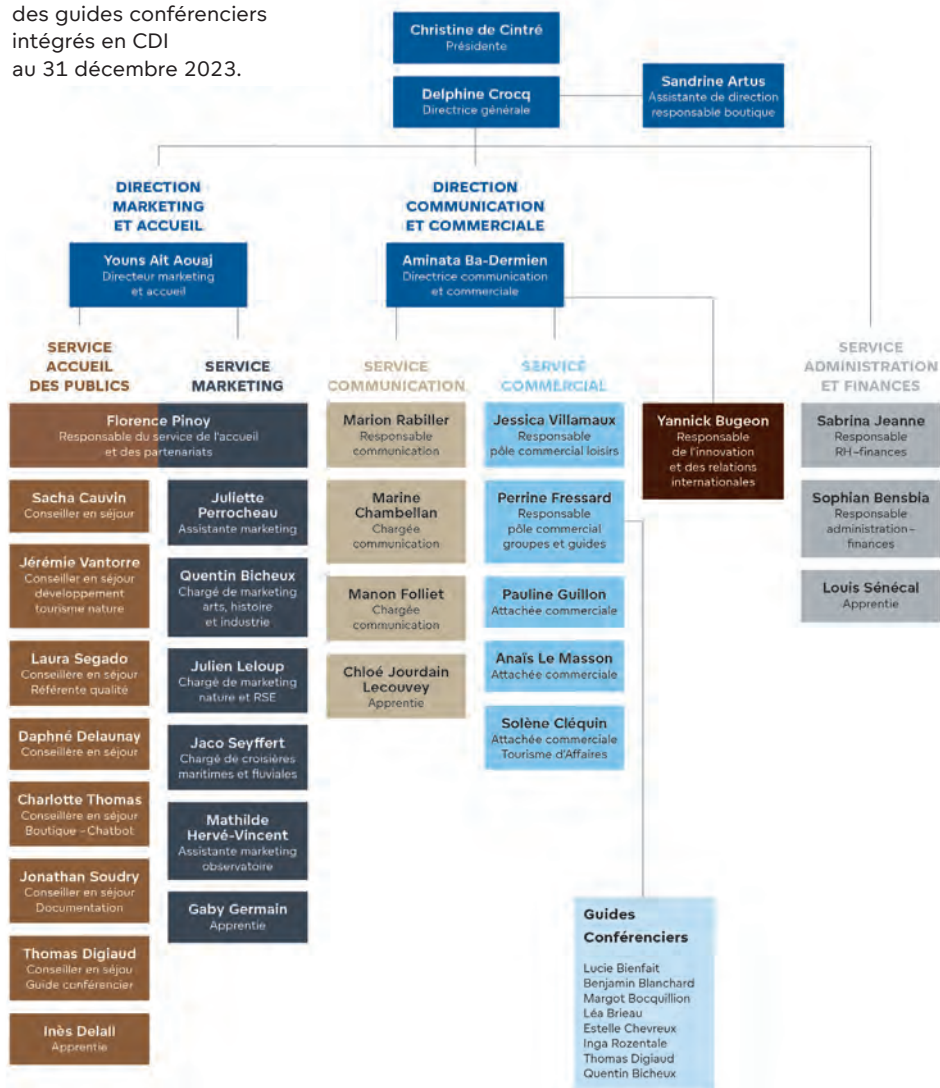 des guides conférenciers
intégrés en CDI
au 31 décembre 2023.
Christine de Cintré
Présidente
Delphine Crocq
Directrice générale
Sandrine Artus
Assistante de direction
responsable boutique
DIRECTION
MARKETING
ET ACCUEIL
Youns Ait Aouaj
Directeur marketing
et accueil
DIRECTION
COMMUNICATION
ET COMMERCIALE
Aminata Ba-Dermien
Directrice communication
et commerciale
SERVICE
ACCUEIL
DES PUBLICS
SERVICE
MARKETING
Florence Pinoy
Responsable du service de l'accueil
et des partenariats
Sacha Cauvin
Conseiller en séjour
Jérémie Vantorre
Conseiller en séjour
développement
tourisme nature
Laura Segado
Conseillère en séjour
Référente qualité
Daphné Delaunay
Conseillère en séjour
Charlotte Thomas
Conseillère en séjour
Boutique – Chatbot
Jonathan Soudry
Conseiller en séjour
Documentation
Thomas Digiaud
Conseiller en séjou
Guide conférencier
Inès Delall
Apprentie
Juliette
Perrocheau
Assistante marketing
Quentin Bicheux
Chargé de marketing
arts, histoire
et industrie
Julien Leloup
Chargé de marketing
nature et RSE
Jaco Seyffert
Chargé de croisières
maritimes et fluviales
Mathilde
Hervé-Vincent
Assistante marketing
observatoire
Gaby Germain
Apprentie
SERVICE
COMMUNICATION
Marion Rabiller
Responsable
communication
Marine
Chambellan
Chargée
communication
Manon Folliet
Chargée
communication
Chloé Jourdain
Lecouvey
Apprentie
SERVICE
COMMERCIAL
Jessica Villamaux
Responsable
pôle commercial loisirs
Perrine Fressard
Responsable
pôle commercial
groupes et guides
Pauline Guillon
Attachée commerciale
Anaïs Le Masson
Attachée commerciale
Solène Cléquin
Attachée commerciale
Tourisme d'Affaires
Guides
Conférenciers
Lucie Bienfait
Benjamin Blanchard
Margot Bocquillion
Léa Brieau
Estelle Chevreux
Inga Rozentale
Thomas Digiaud
Quentin Bicheux
Yannick Bugeon
Responsable
de l'innovation
et des relations
internationales
SERVICE
ADMINISTRATION
ET FINANCES
Sabrina Jeanne
Responsable
RH–finances
Sophian Bensbia
Responsable
administration–
finances
Louis Sénécal
Apprentie